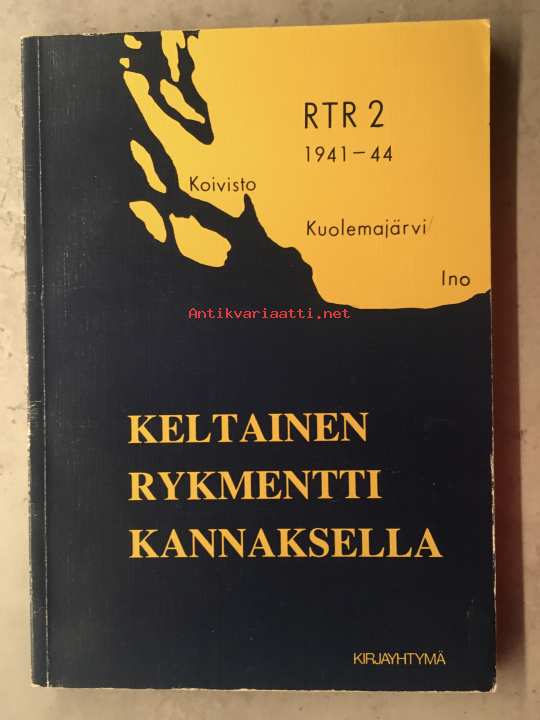 RTR 2
1941–44
Koivisto
Kuolemajärvi
Ino
Antikvariaatti.net
KELTAINEN
RYKMENTTI
KANNAKSELLA
KIRJAYHTYMÄ